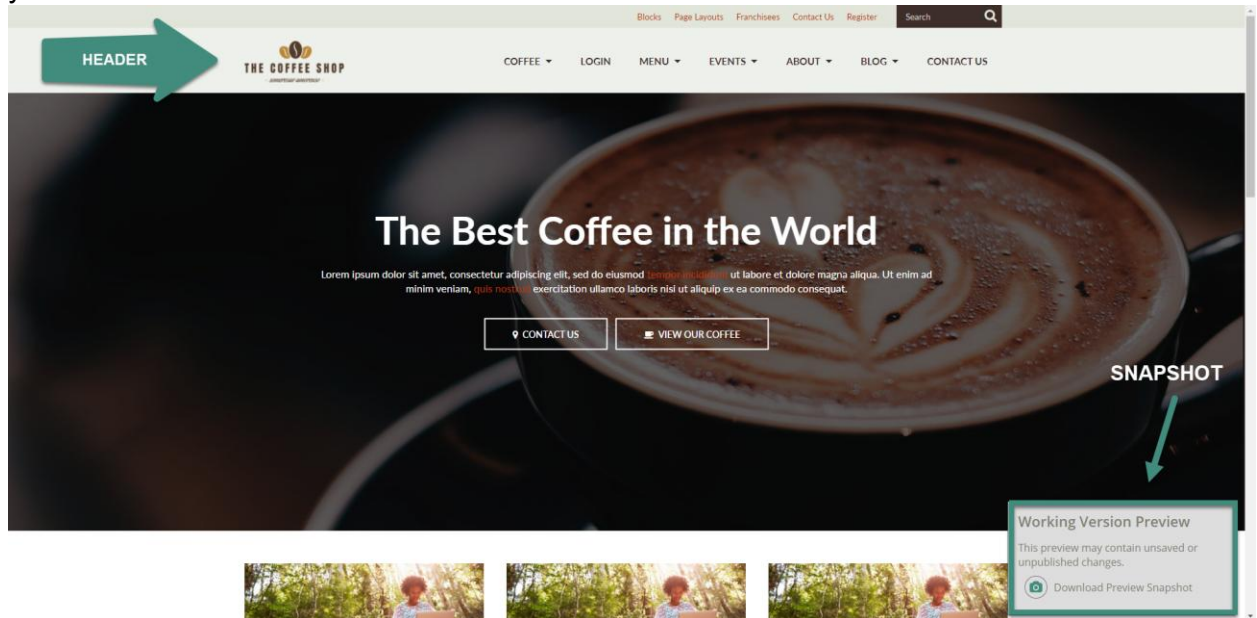 y
Blocks Page Layouts Franchisees Contact Us Register Search
HEADER
THE COFFEE SHOP
COFFEE LOGIN MENU EVENTS ABOUT BLOG CONTACT US
The Best Coffee in the World
Lorem ipsum dolor sit amet, consectetur adipiscing elit, sed do eiusmod tempor incididunt ut labore et dolore magna aliqua. Ut enim ad
minim veniam, quis nostrud exercitation ullamco laboris nisi ut aliquip ex ea commodo consequat.
CONTACT US VIEW OUR COFFEE
SNAPSHOT
Working Version Preview
This preview may contain unsaved or
unpublished changes.
Download Preview Snapshot